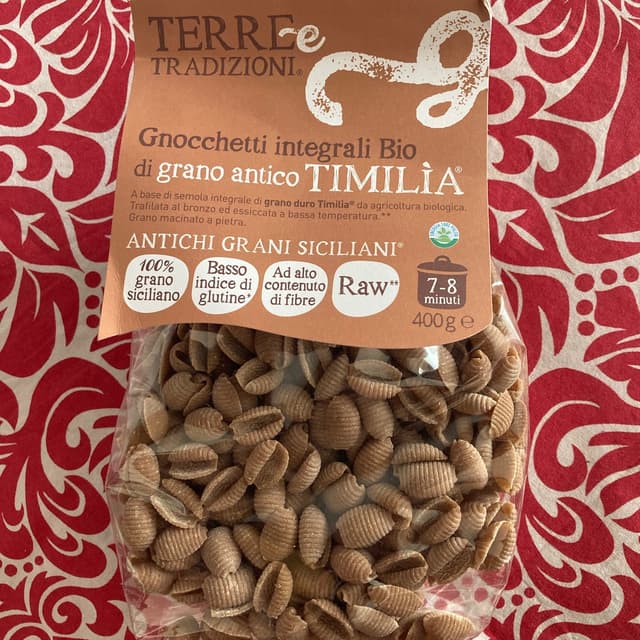 TERRE e
TRADIZIONI®
Gnocchetti integrali Bio
di grano antico TIMILÌA®
A base di semola integrale di grano duro Timilìa® da agricoltura biologica.
Trafilata al bronzo ed essiccata a bassa temperatura.**
Grano macinato a pietra.
ANTICHI GRANI SICILIANI®
100%
grano
siciliano
Basso
indice di
glutine*
Ad alto
contenuto
di fibre
Raw**
7-8
minuti
400g e